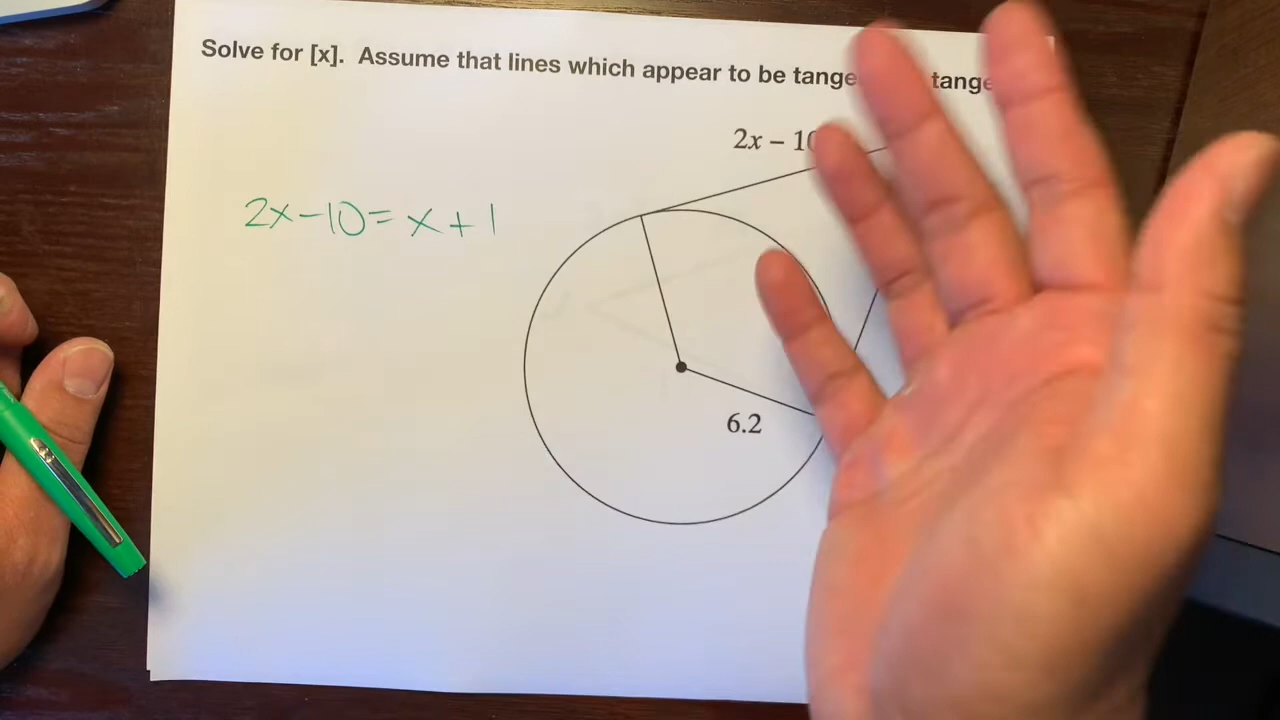 Solve for [x]. Assume that lines which appear to be tange tange
2x – 10
2x-10=x+1
6.2